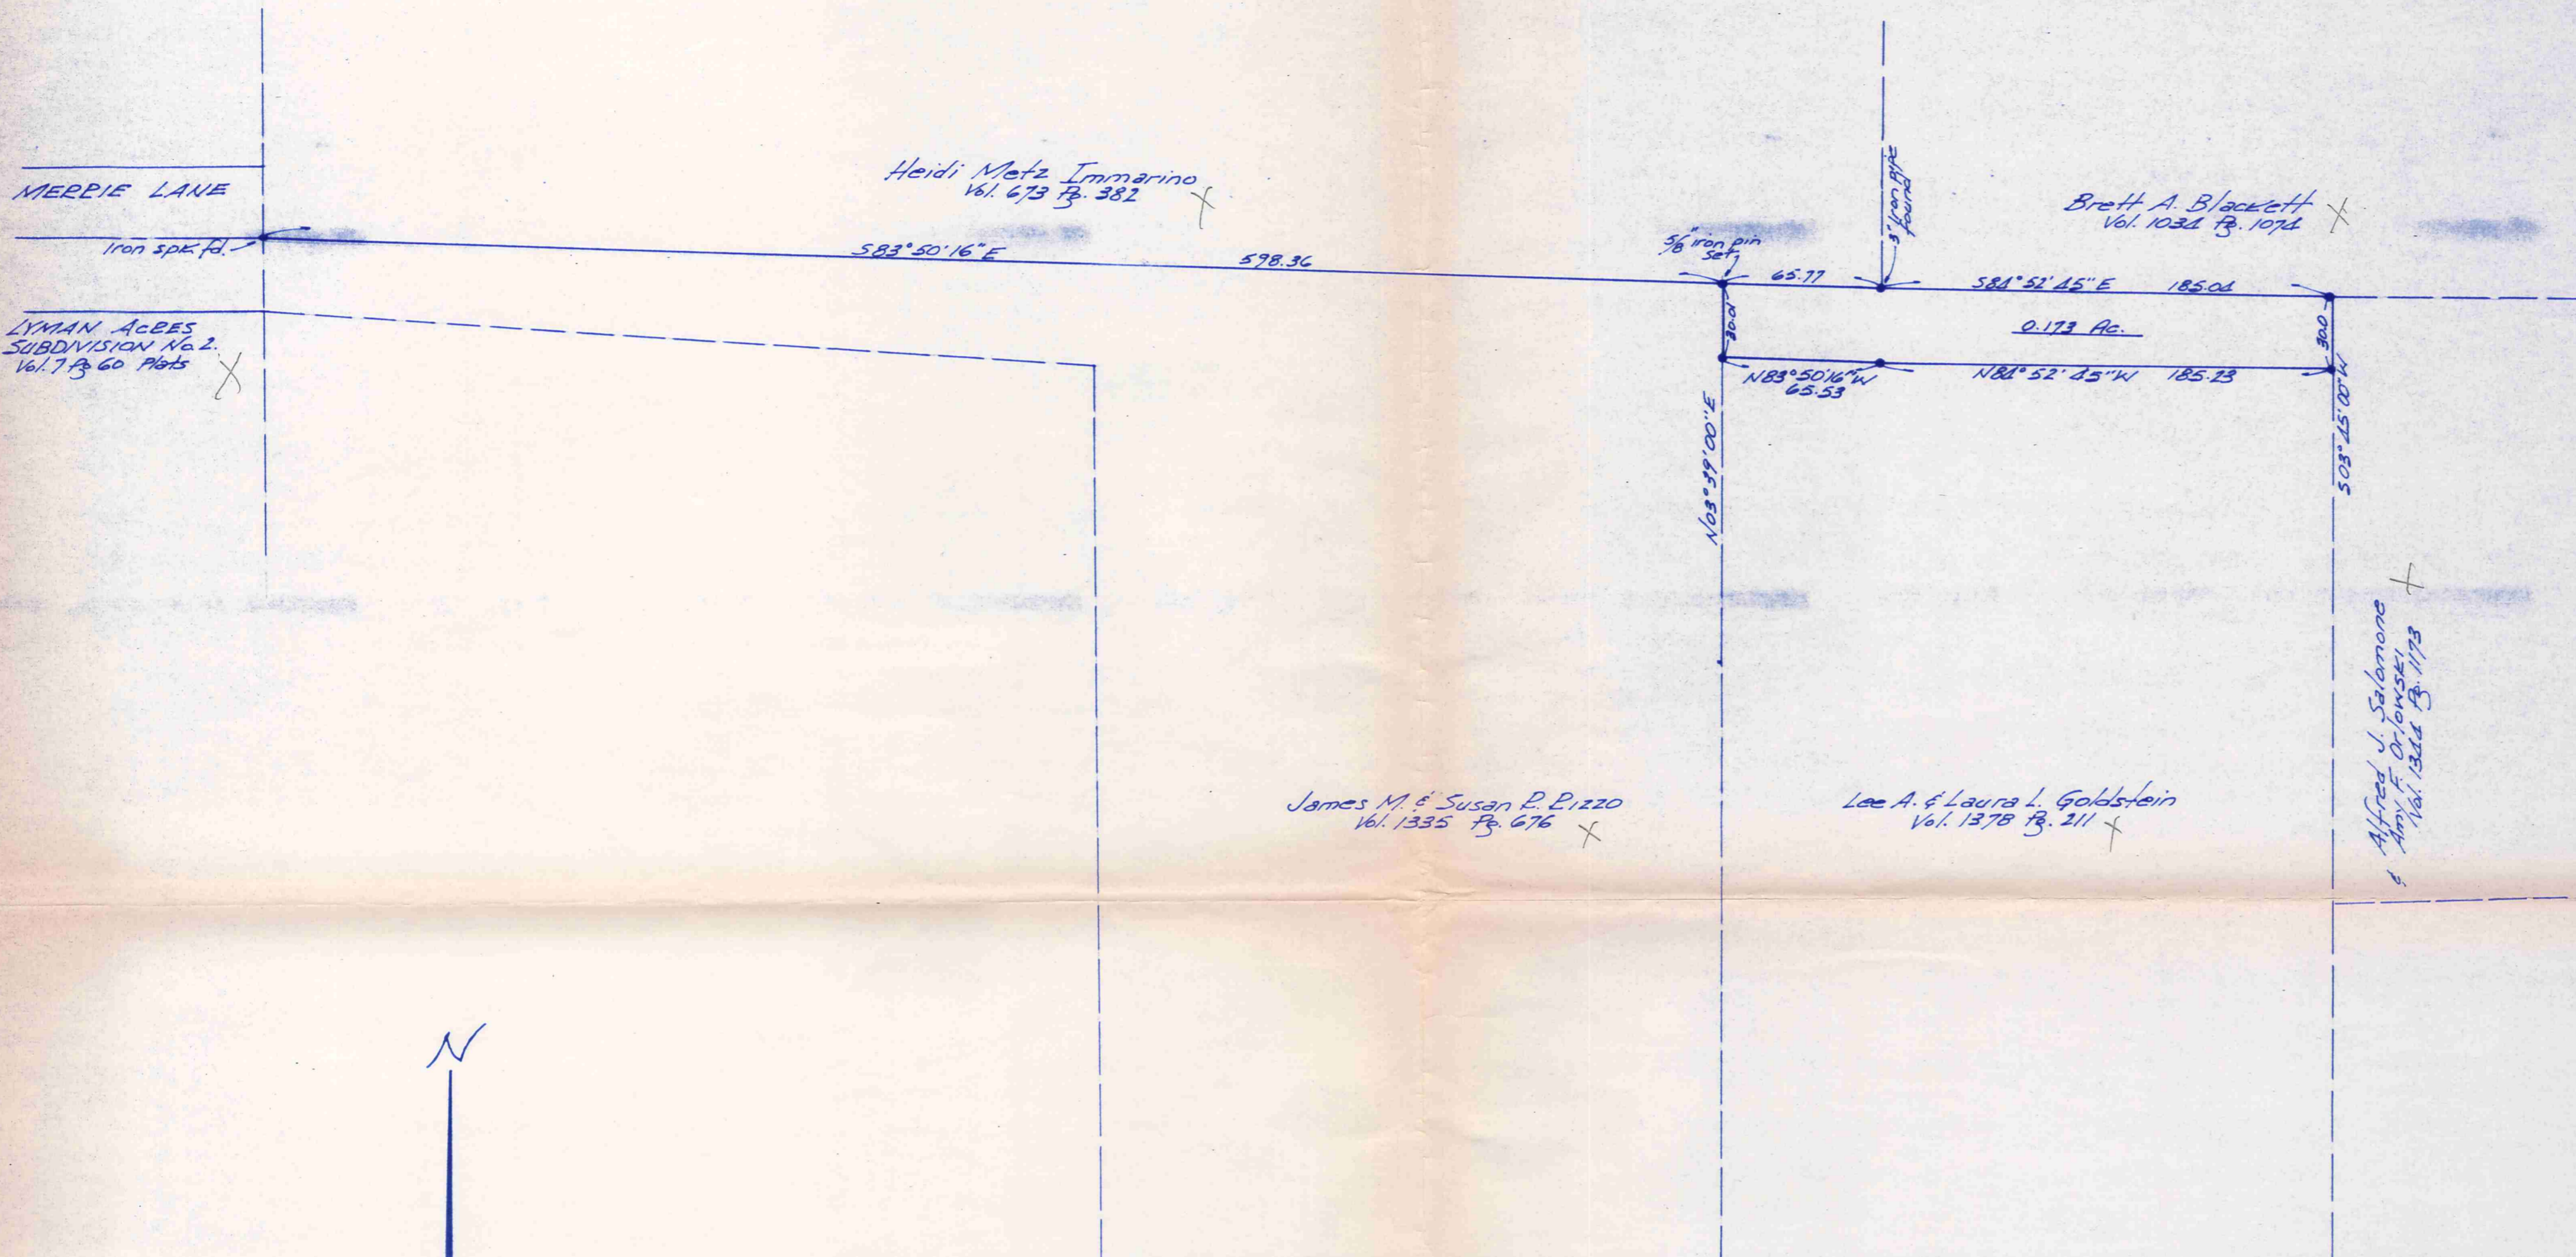 MERRIE LANE
Iron spk. fd.
LYMAN ACRES
SUBDIVISION No. 2.
Vol. 7 Pg 60 Plats
Heidi Metz Immarino
Vol. 673 Pg. 382
S83°50'16"E 598.36
5/8" iron pin
set
65.77
3" iron pipe
found
Brett A. Blackett
Vol. 1034 Pg. 1074
S84°52'45"E 185.04
30.01
0.173 Ac.
30.0
N83°50'16"W
65.53
N84°52'45"W 185.23
N03°39'00"E
S03°45'00"W
James M. & Susan R. Rizzo
Vol. 1335 Pg. 676
Lee A. & Laura L. Goldstein
Vol. 1378 Pg. 211
Alfred J. Salamone
& Amy F. Orlowski
Vol. 1344 Pg. 1173
N